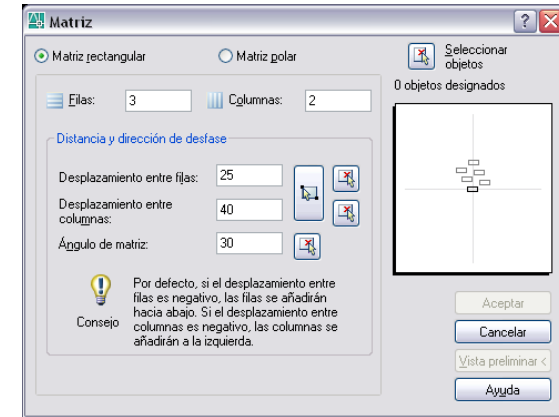 Matriz
Matriz rectangular
Matriz polar
Seleccionar
objetos
0 objetos designados
Filas: 3
Columnas: 2
Distancia y dirección de desfase
Desplazamiento entre filas: 25
Desplazamiento entre
columnas: 40
Ángulo de matriz: 30
Consejo
Por defecto, si el desplazamiento entre
filas es negativo, las filas se añadirán
hacia abajo. Si el desplazamiento entre
columnas es negativo, las columnas se
añadirán a la izquierda.
Aceptar
Cancelar
Vista preliminar <
Ayuda